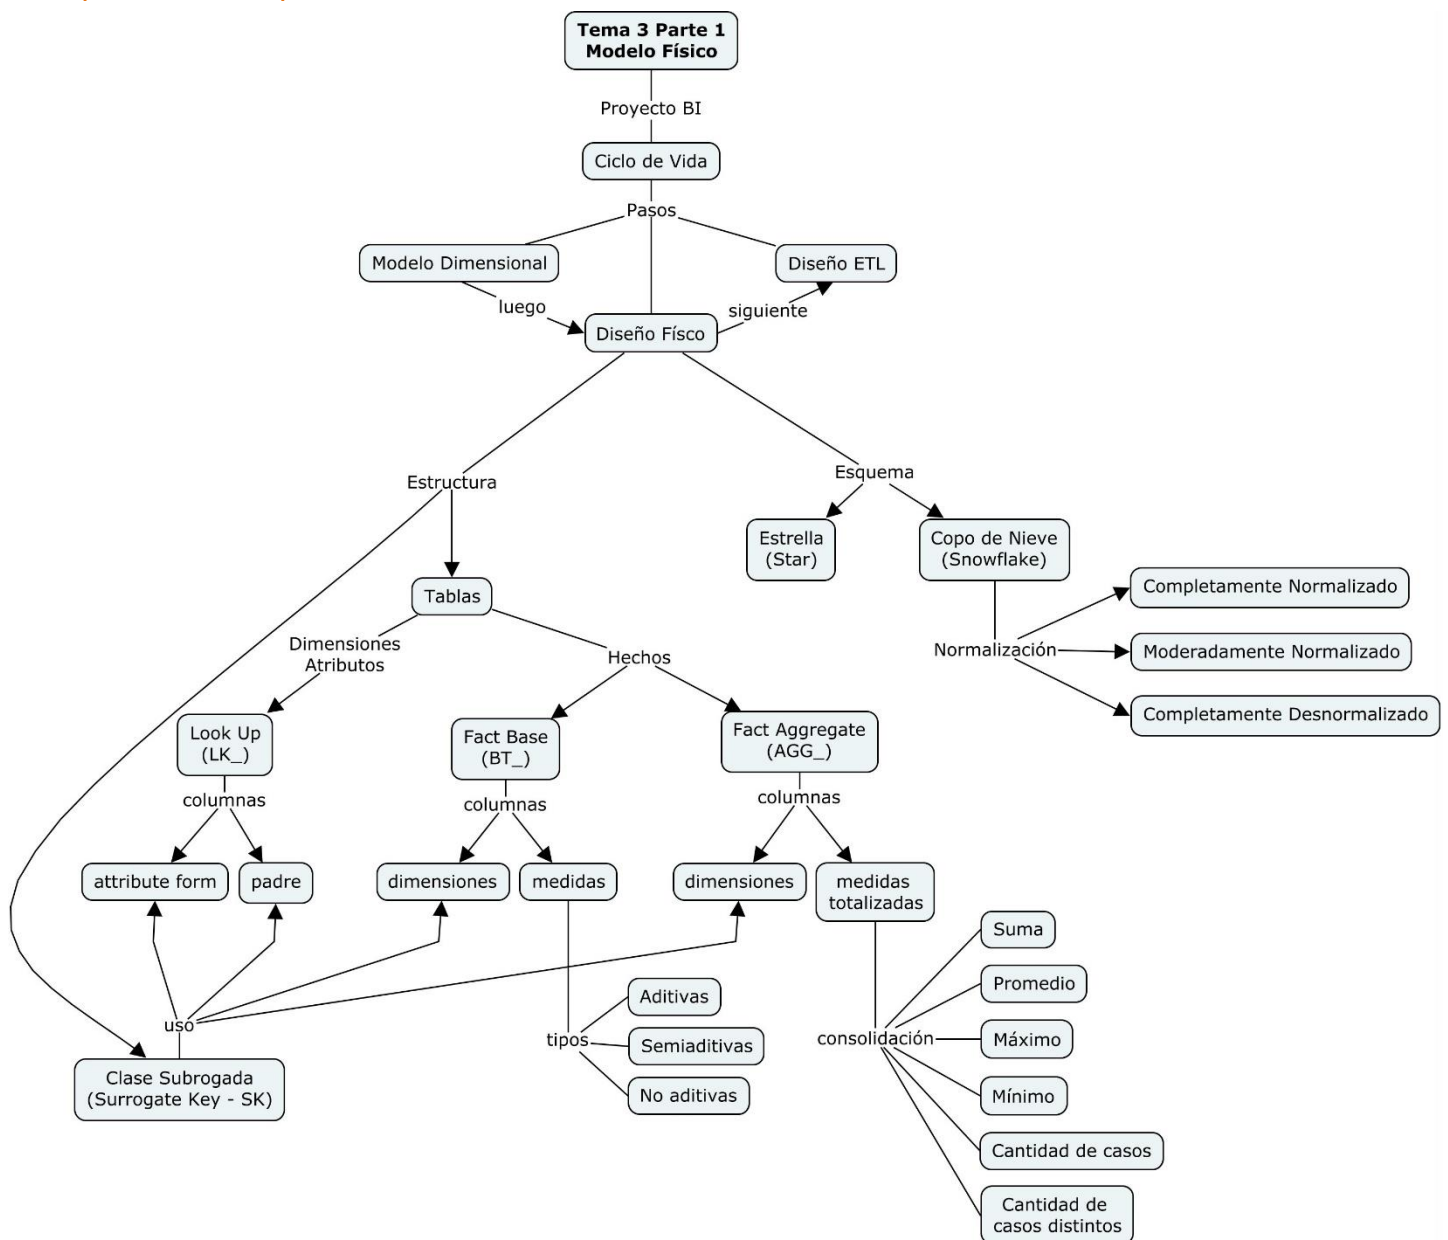 Tema 3 Parte 1
Modelo Físico
Proyecto BI
Ciclo de Vida
Pasos
Modelo Dimensional
Diseño ETL
luego
siguiente
Diseño Físco
Estructura
Esquema
Estrella
(Star)
Copo de Nieve
(Snowflake)
Completamente Normalizado
Normalización
Moderadamente Normalizado
Completamente Desnormalizado
Tablas
Dimensiones
Atributos
Hechos
Look Up
(LK_)
Fact Base
(BT_)
Fact Aggregate
(AGG_)
columnas
columnas
columnas
attribute form
padre
dimensiones
medidas
dimensiones
medidas
totalizadas
uso
Clase Subrogada
(Surrogate Key - SK)
tipos
Aditivas
Semiaditivas
No aditivas
consolidación
Suma
Promedio
Máximo
Mínimo
Cantidad de casos
Cantidad de
casos distintos